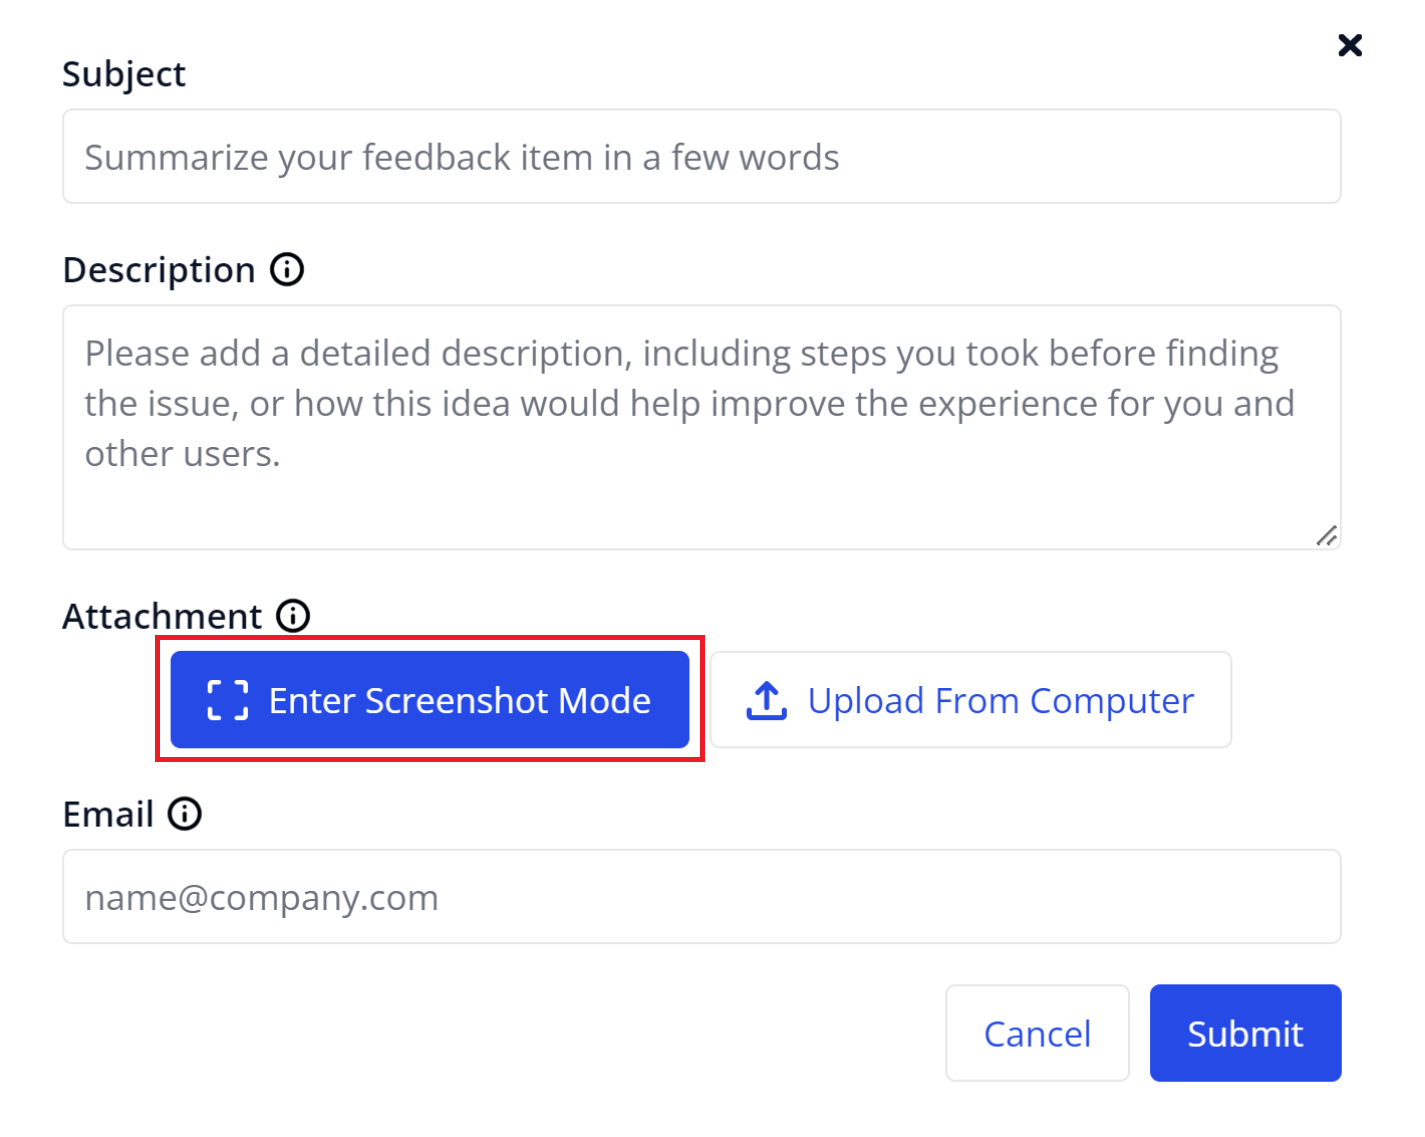 Subject
Summarize your feedback item in a few words
Description
Please add a detailed description, including steps you took before finding
the issue, or how this idea would help improve the experience for you and
other users.
Attachment
Enter Screenshot Mode
Upload From Computer
Email
name@company.com
Cancel
Submit